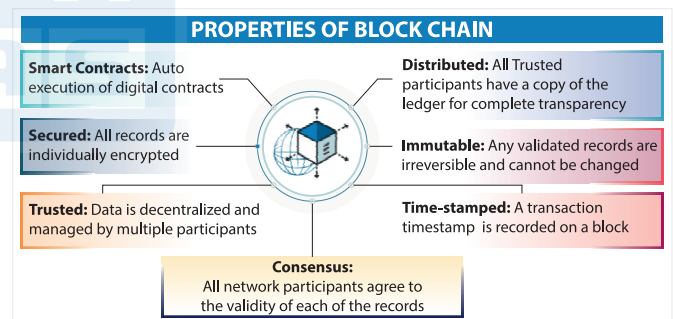 PROPERTIES OF BLOCK CHAIN
Smart Contracts: Auto
execution of digital contracts
Secured: All records are
individually encrypted
Trusted: Data is decentralized and
managed by multiple participants
Distributed: All Trusted
participants have a copy of the
ledger for complete transparency
Immutable: Any validated records are
irreversible and cannot be changed
Time-stamped: A transaction
timestamp is recorded on a block
Consensus:
All network participants agree to
the validity of each of the records